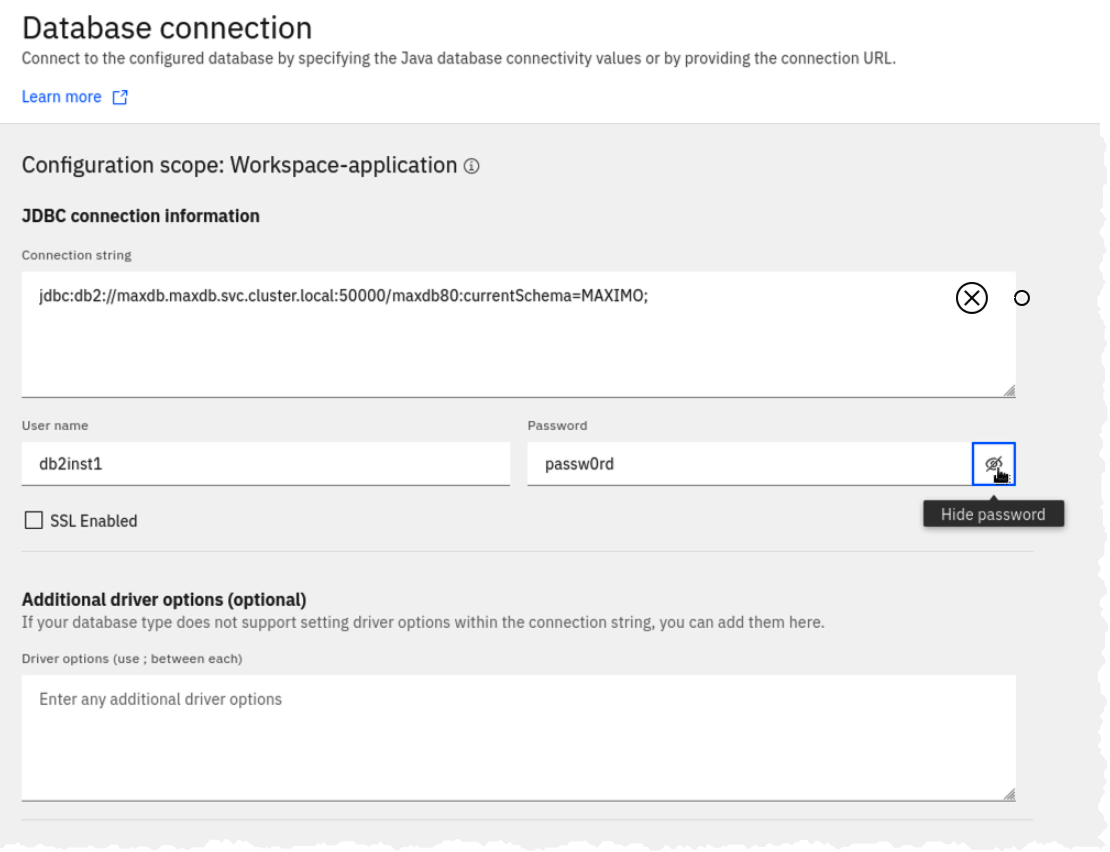 Database connection
Connect to the configured database by specifying the Java database connectivity values or by providing the connection URL.
Learn more
Configuration scope: Workspace-application
JDBC connection information
Connection string
jdbc:db2://maxdb.maxdb.svc.cluster.local:50000/maxdb80:currentSchema=MAXIMO;
User name
Password
db2inst1
passw0rd
SSL Enabled
Hide password
Additional driver options (optional)
If your database type does not support setting driver options within the connection string, you can add them here.
Driver options (use ; between each)
Enter any additional driver options